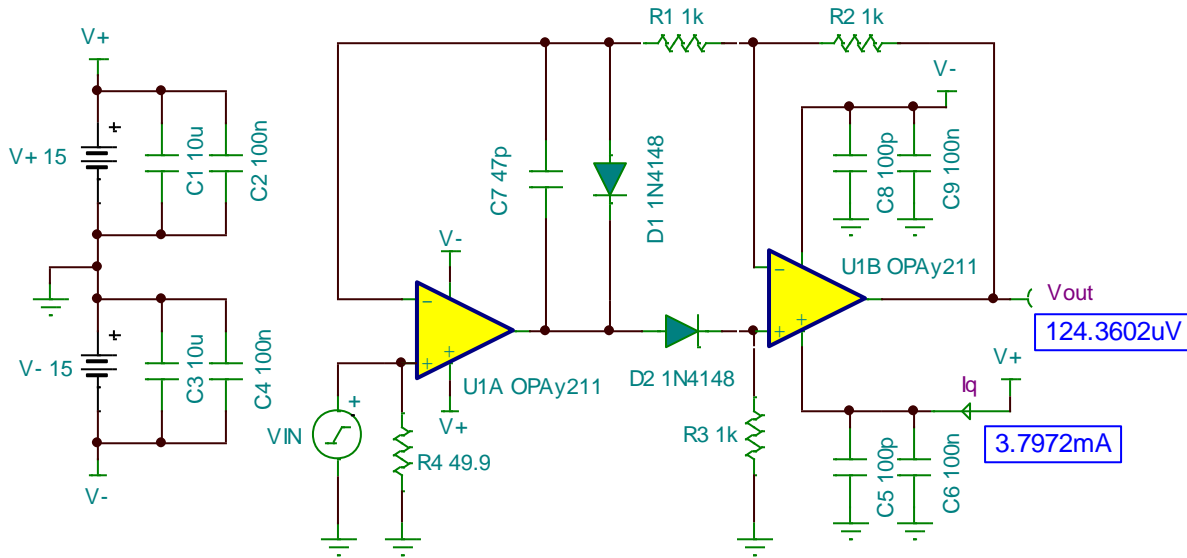 V+
V+ 15
+
C1 10u
C2 100n
V- 15
+
C3 10u
C4 100n
V-
R1 1k
R2 1k
C7 47p
D1 1N4148
V-
C8 100p
C9 100n
V-
−
+
+
U1A OPAy211
V+
VIN
+
R4 49.9
D2 1N4148
R3 1k
−
+
+
U1B OPAy211
Vout
124.3602uV
V+
Iq
3.7972mA
C5 100p
C6 100n